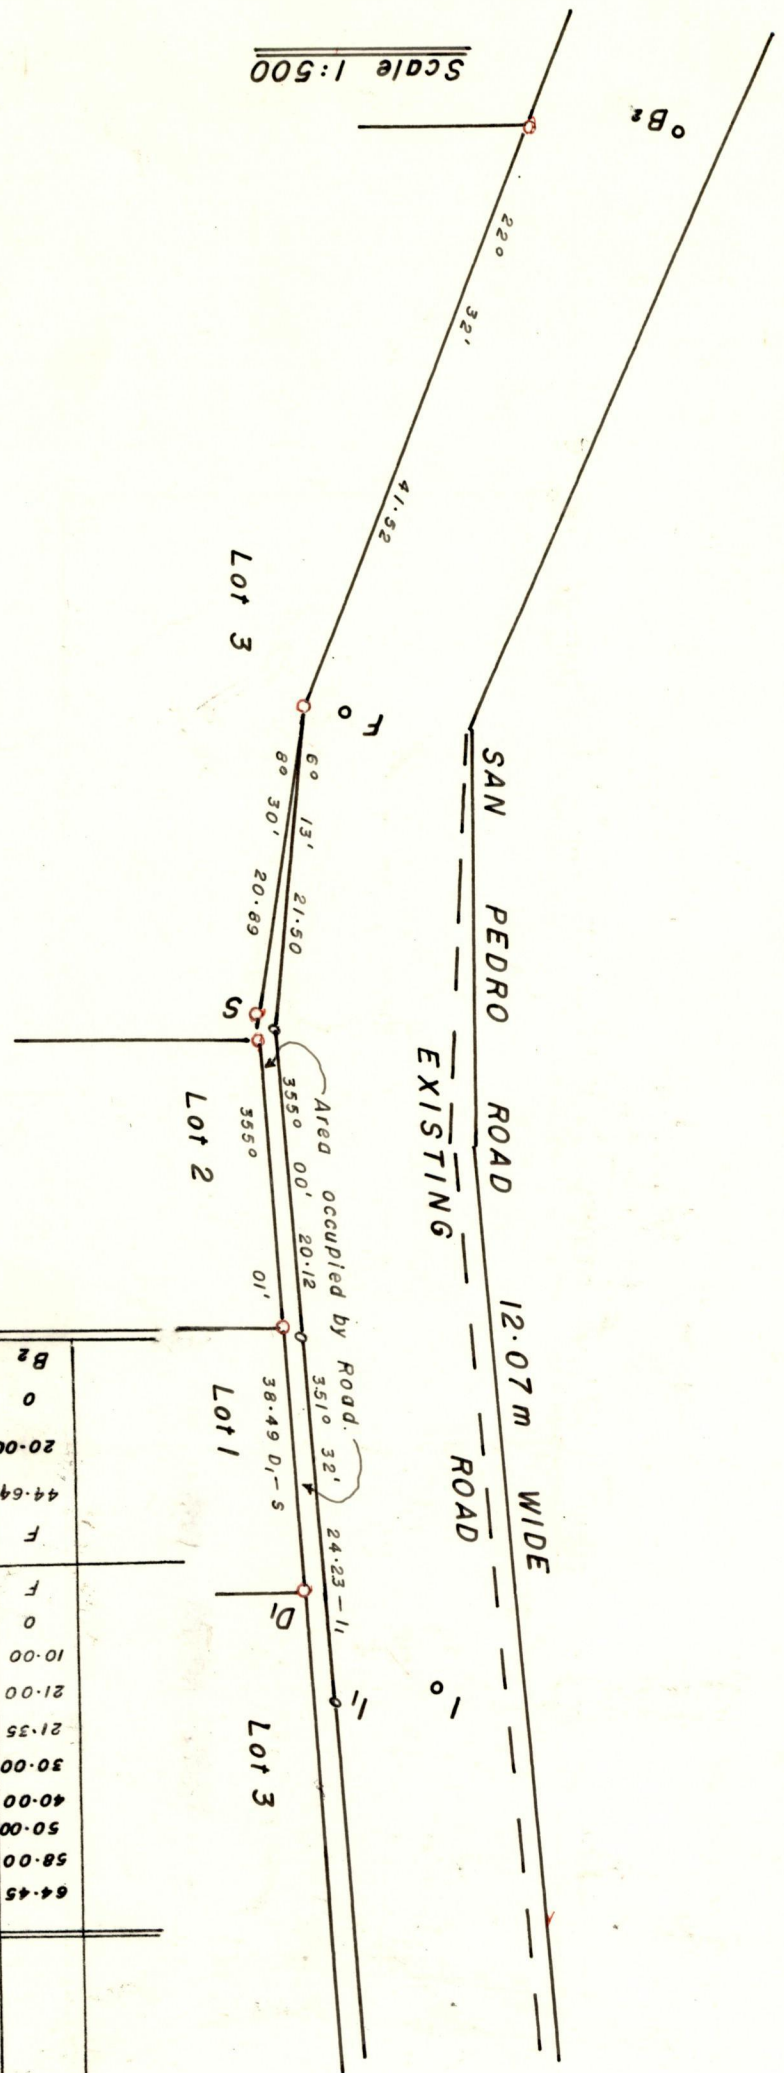 Scale 1:500
B2
22° 32' 41.52
Lot 3
F
6° 13' 21.50
8° 30' 20.89
S
SAN PEDRO ROAD 12.07m WIDE
EXISTING ROAD
Area occupied by Road.
355° 00' 20.12
355° 01' 38.49 D1-S
Lot 2
351° 32' 24.23-I1
Lot 1
D1
I1
I
Lot 3
B2
0
20.00
44.64
F
F
0
10.00
21.00
21.35
30.00
40.00
50.00
58.00
64.45